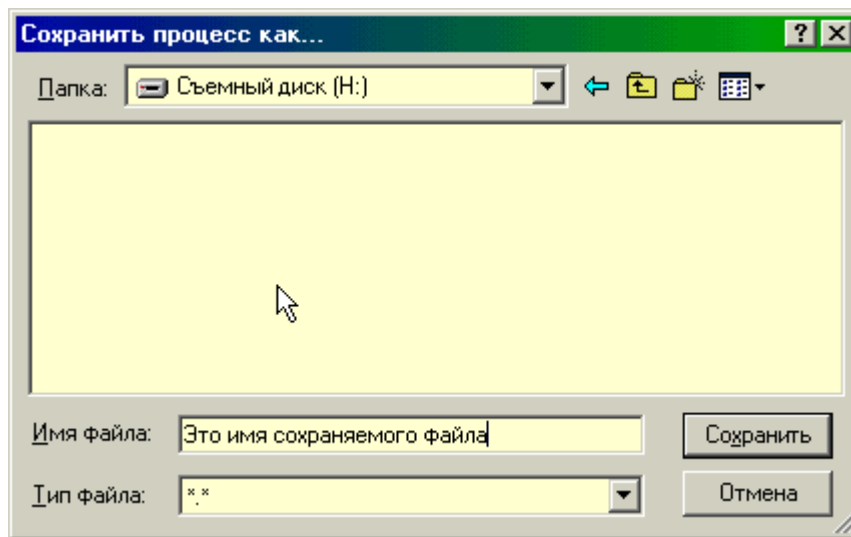 Сохранить процесс как...
Папка: Съемный диск (H:)
Имя файла: Это имя сохраняемого файла Сохранить
Тип файла: *.* Отмена